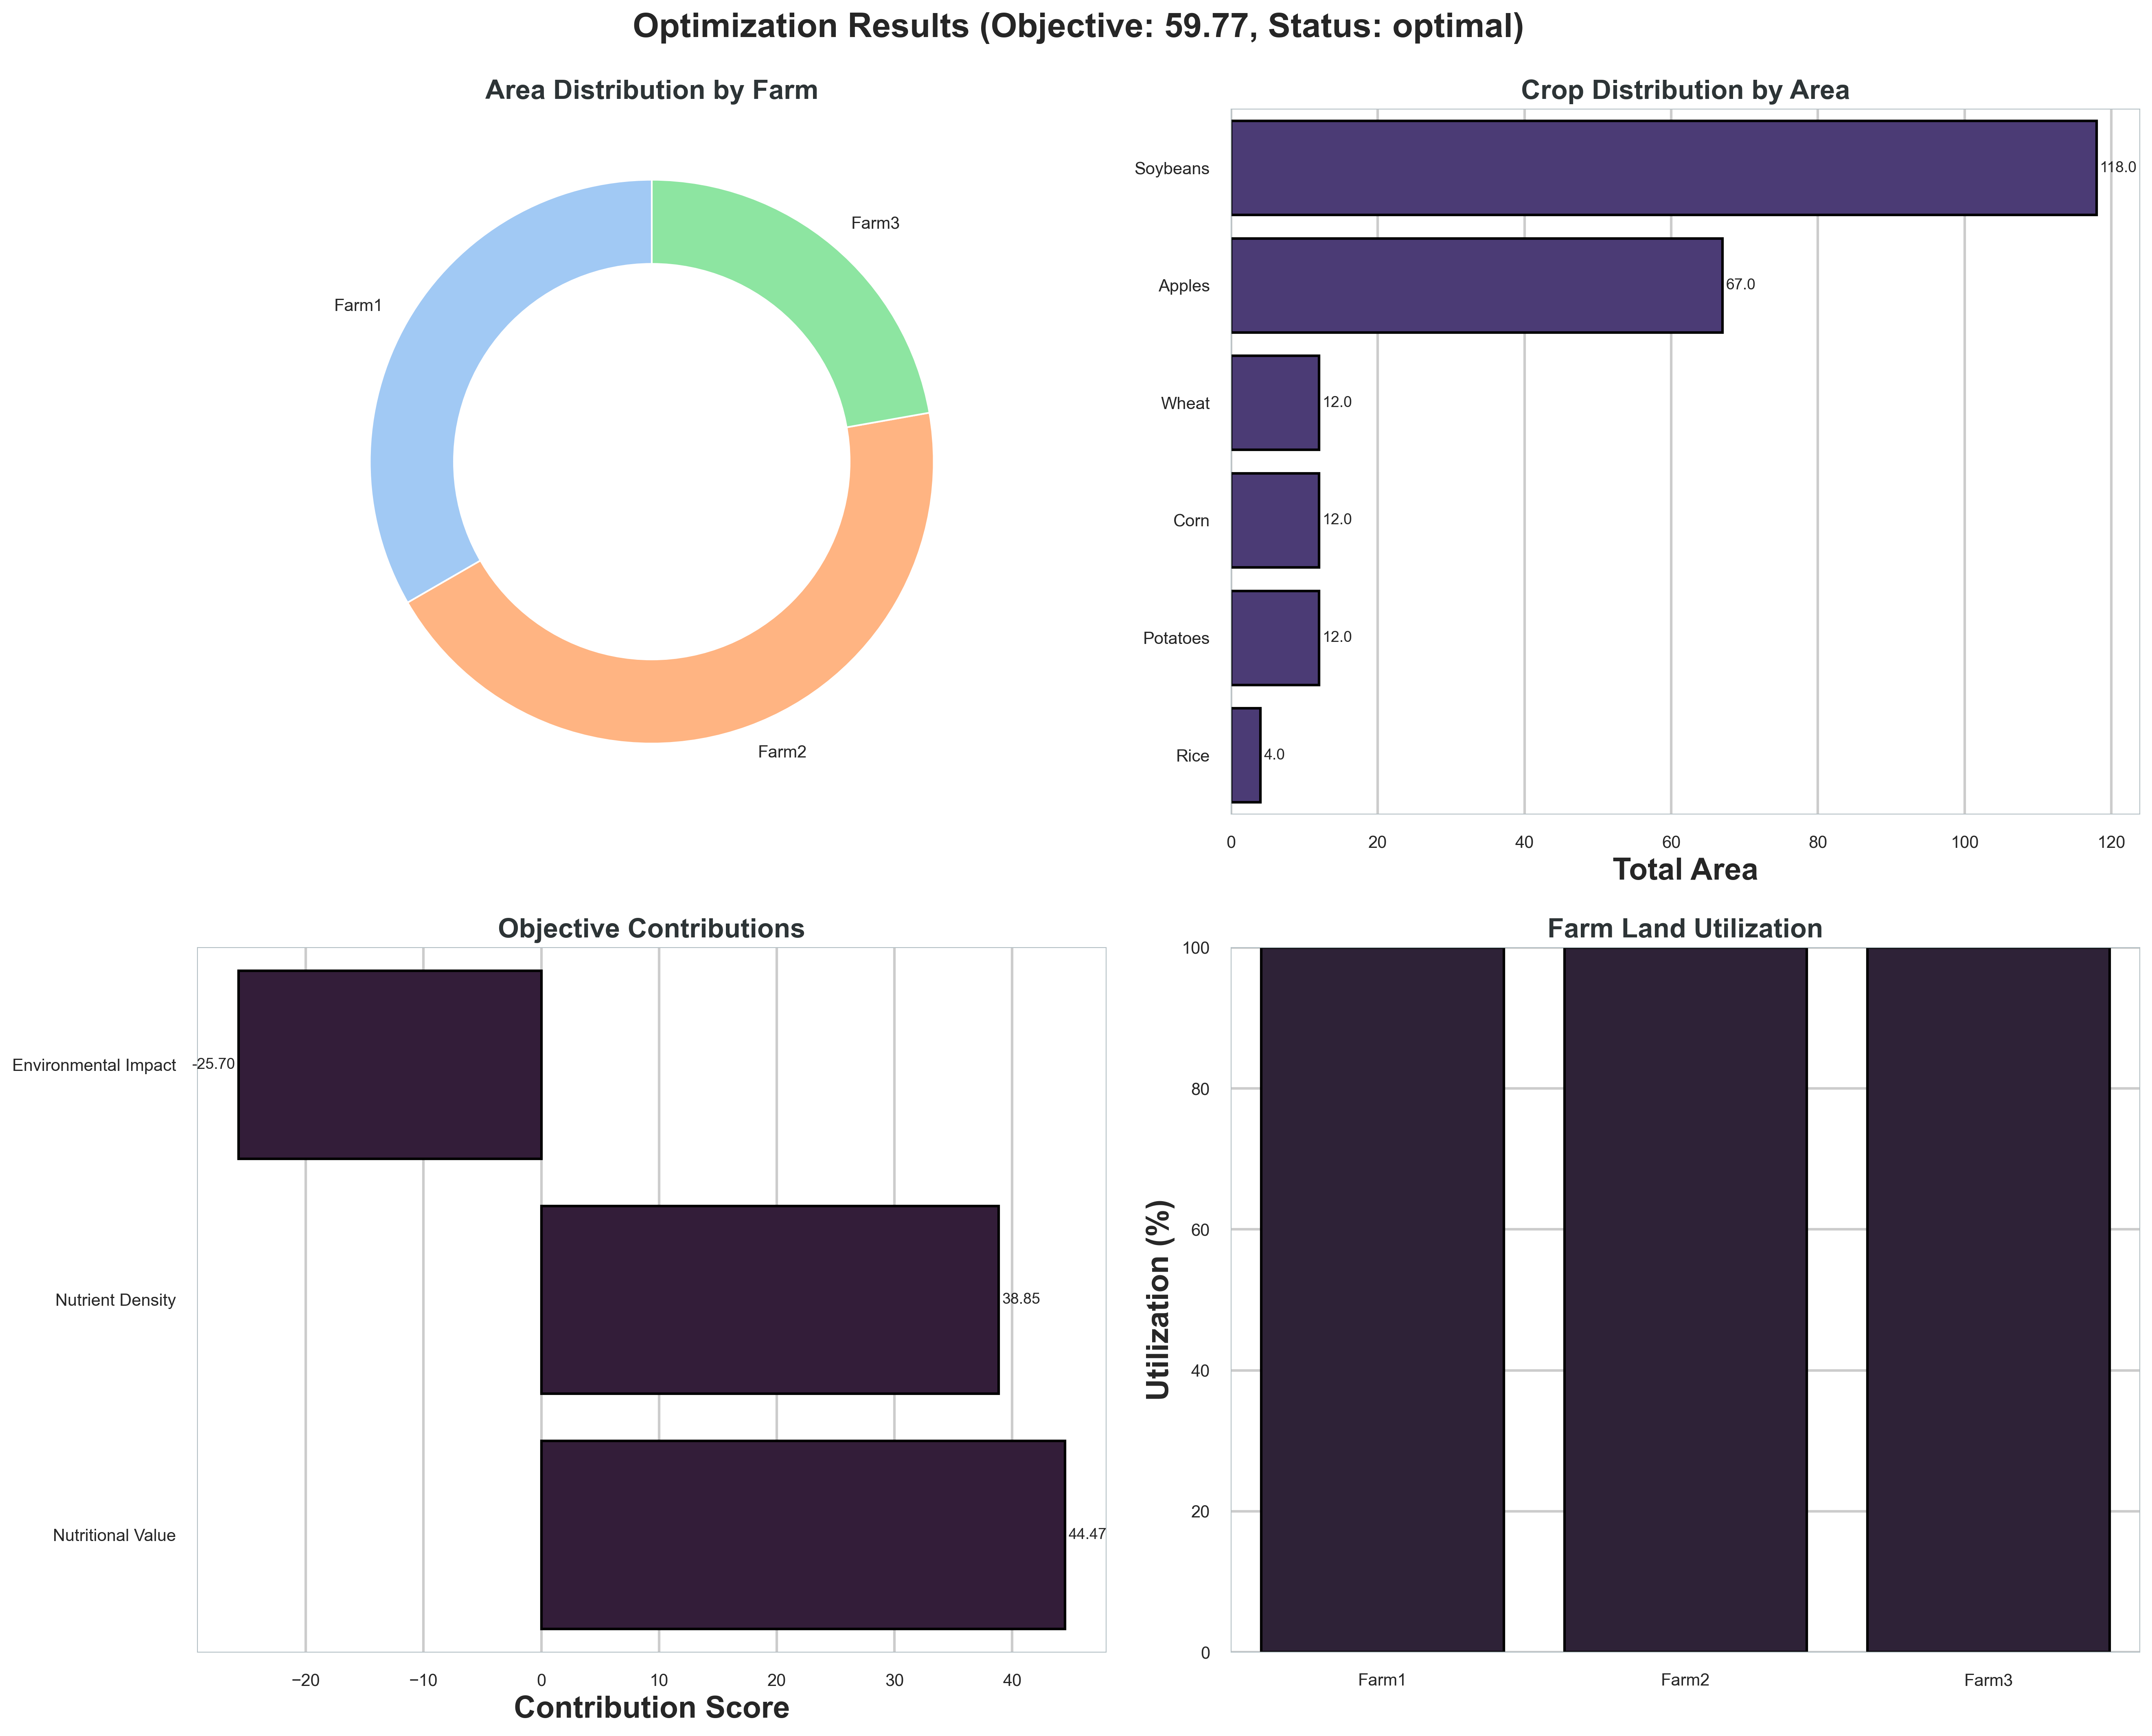 Optimization Results (Objective: 59.77, Status: optimal)
Area Distribution by Farm
Farm3
Farm1
Farm2
Crop Distribution by Area
Soybeans
118.0
Apples
67.0
Wheat
12.0
Corn
12.0
Potatoes
12.0
Rice
4.0
0 20 40 60 80 100 120
Total Area
Objective Contributions
Environmental Impact
-25.70
Nutrient Density
38.85
Nutritional Value
44.47
−20 −10 0 10 20 30 40
Contribution Score
Farm Land Utilization
100
80
60
40
20
0
Utilization (%)
Farm1 Farm2 Farm3